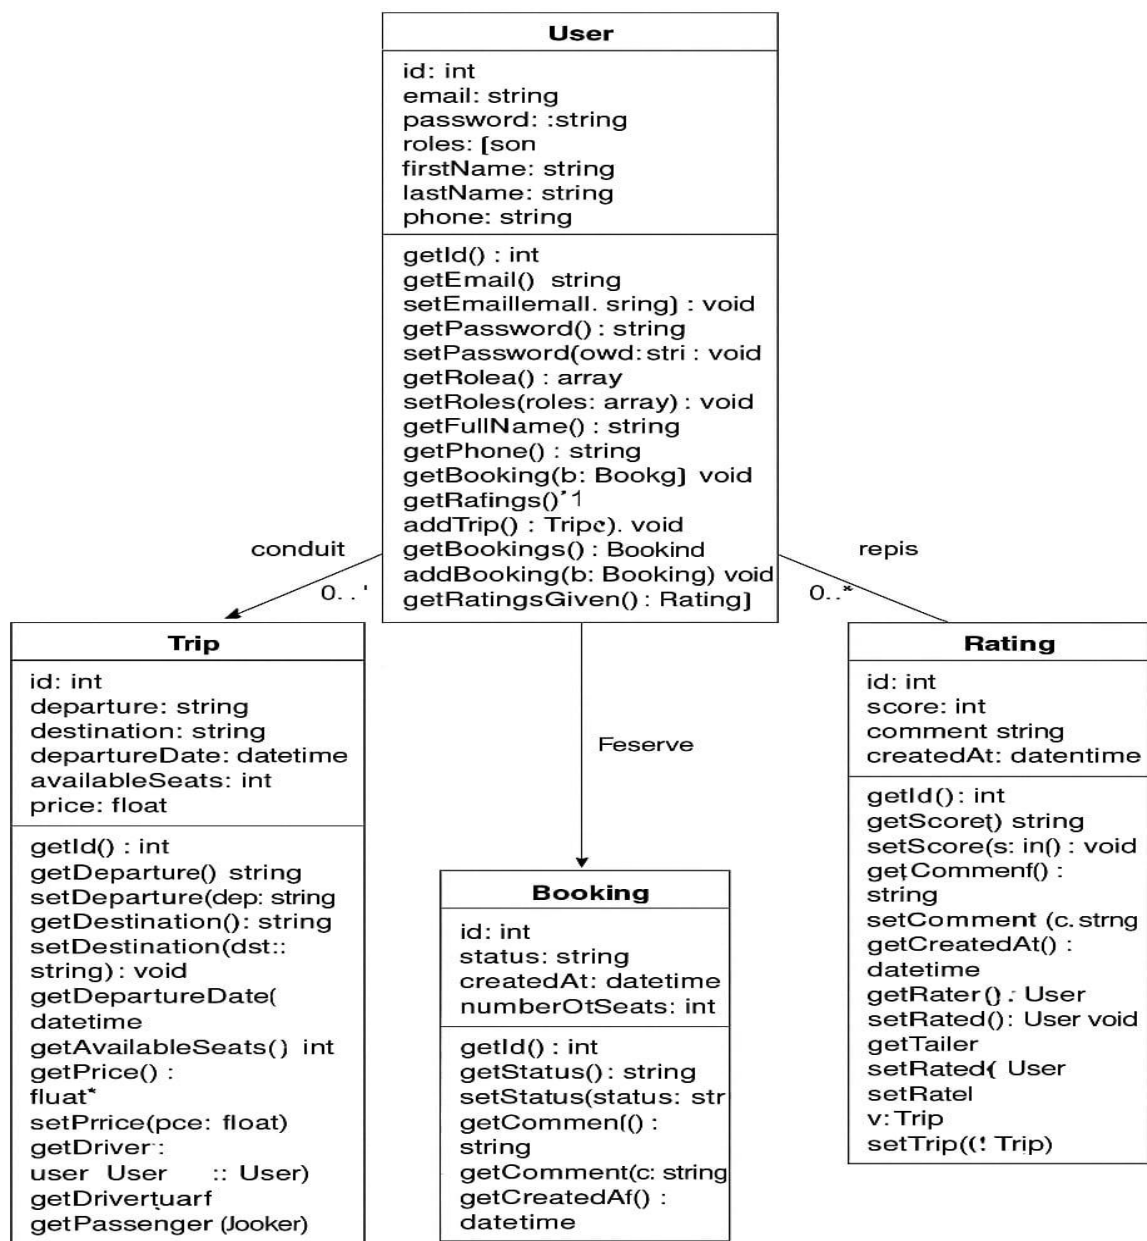 User
id: int
email: string
password: :string
roles: [son
firstName: string
lastName: string
phone: string
getId() : int
getEmail() string
setEmaillemall. sring) : void
getPassword() : string
setPassword(owd: stri : void
getRolea() : array
setRoles(roles: array) : void
getFullName() : string
getPhone() : string
getBooking(b: Bookg) void
getRafings()'1
addTrip() : Tripc). void
getBookings() : Bookind
addBooking(b: Booking) void
getRatingsGiven() : Rating]
conduit
0. . '
repis
0. .*
Feserve
Trip
id: int
departure: string
destination: string
departureDate: datetime
availableSeats: int
price: float
getId() : int
getDeparture() string
setDeparture(dep: string
getDestination(): string
setDestination(dst::
string) : void
getDepartureDate(
datetime
getAvailableSeats() int
getPrice() :
fluat*
setPrrice(pce: float)
getDriver :
user User :: User)
getDrivertuarf
getPassenger (Jooker)
Booking
id: int
status: string
createdAt: datetime
numberOtSeats: int
getId() : int
getStatus() : string
setStatus(status: str
getCommen[() :
string
getComment(c: string
getCreatedAf() :
datetime
Rating
id: int
score: int
comment string
createdAt: datentime
getId() : int
getScore() string
setScore(s: in() : void
getCommenf() :
string
setComment (c. strng
getCreatedAt() :
datetime
getRater() : User
setRated(): User void
getTailer
setRated( User
setRatel
v: Trip
setTrip((! Trip)